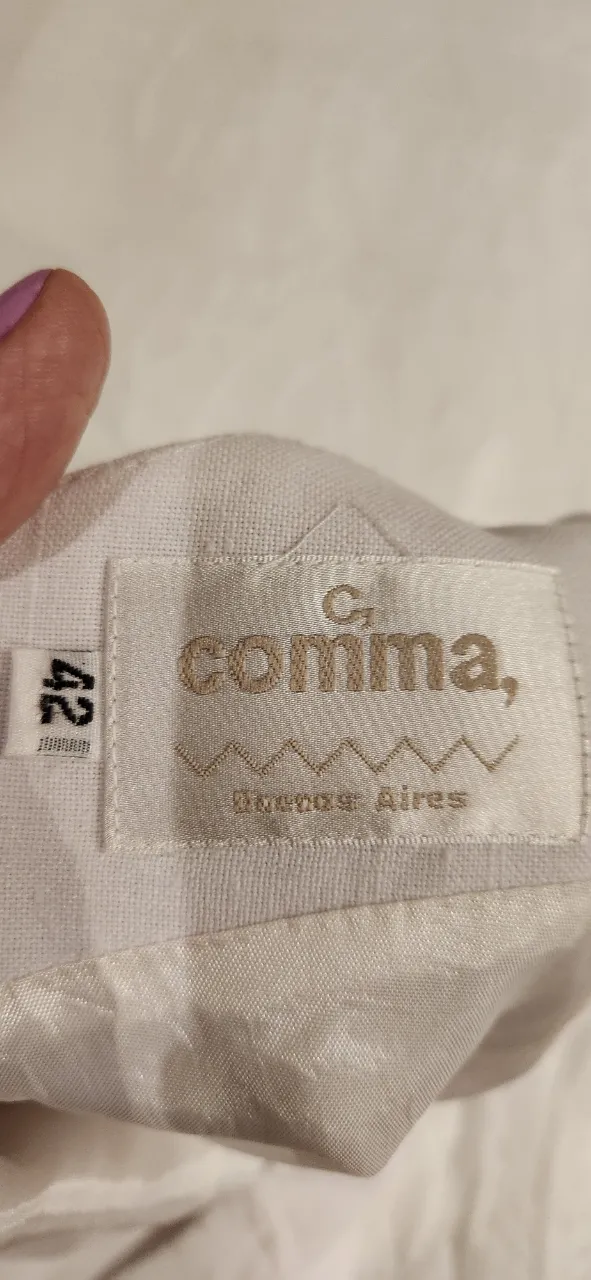 C,
comma,
Buenos Aires
42